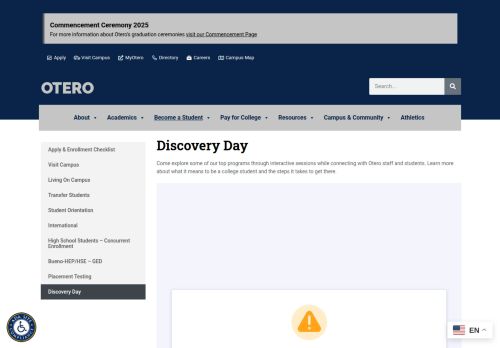 Commencement Ceremony 2025
For more information about Otero's graduation ceremonies visit our Commencement Page
Apply Visit Campus MyOtero Directory Careers Campus Map
OTERO
Search...
About Academics Become a Student Pay for College Resources Campus & Community Athletics
Apply & Enrollment Checklist
Visit Campus
Living On Campus
Transfer Students
Student Orientation
International
High School Students – Concurrent
Enrollment
Bueno-HEP/HSE – GED
Placement Testing
Discovery Day
Discovery Day
Come explore some of our top programs through interactive sessions while connecting with Otero staff and students. Learn more
about what it means to be a college student and the steps it takes to get there.
EN